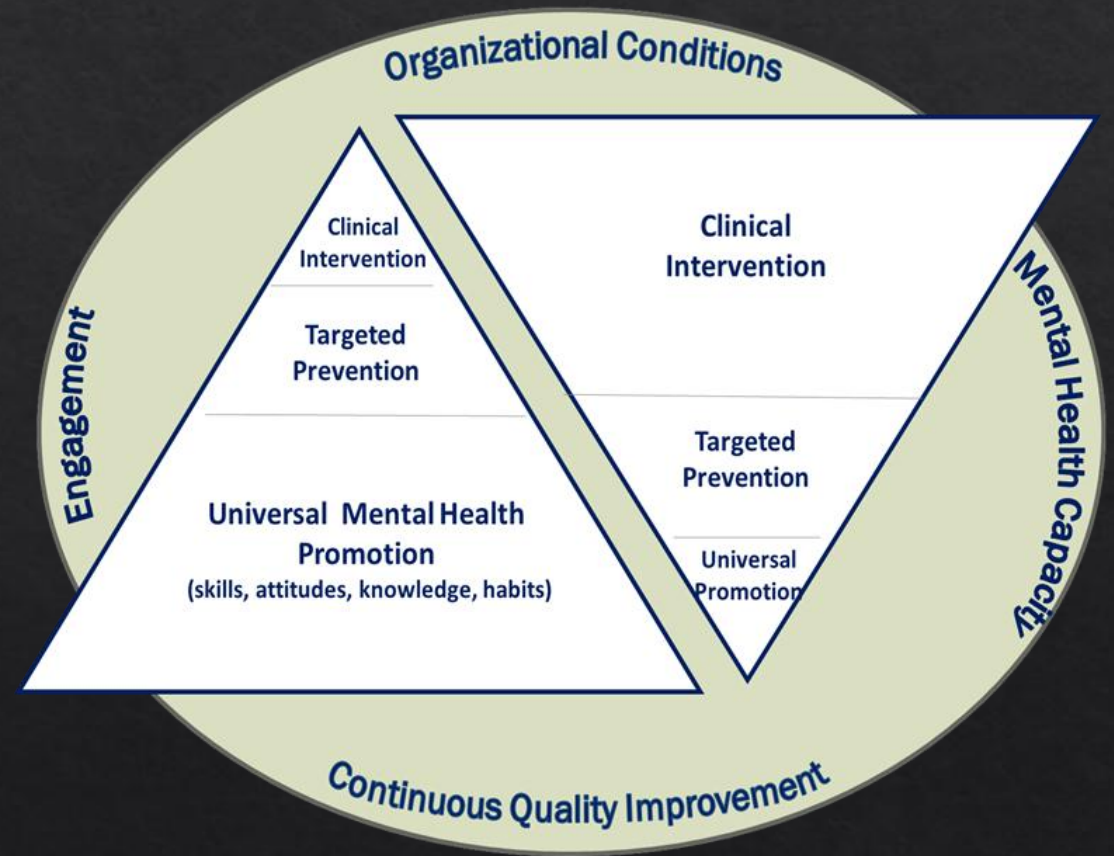 Organizational Conditions
Engagement
Clinical
Intervention
Targeted
Prevention
Universal Mental Health
Promotion
(skills, attitudes, knowledge, habits)
Clinical
Intervention
Targeted
Prevention
Universal
Promotion
Mental Health Capacity
Continuous Quality Improvement